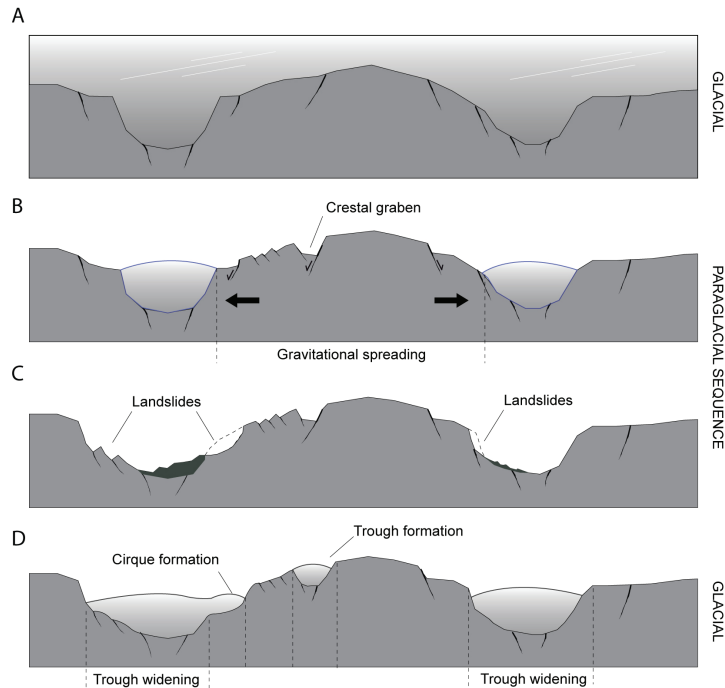 A
GLACIAL
B
Crestal graben
Gravitational spreading
PARAGLACIAL SEQUENCE
C
Landslides
Landslides
D
Trough formation
Cirque formation
GLACIAL
Trough widening
Trough widening